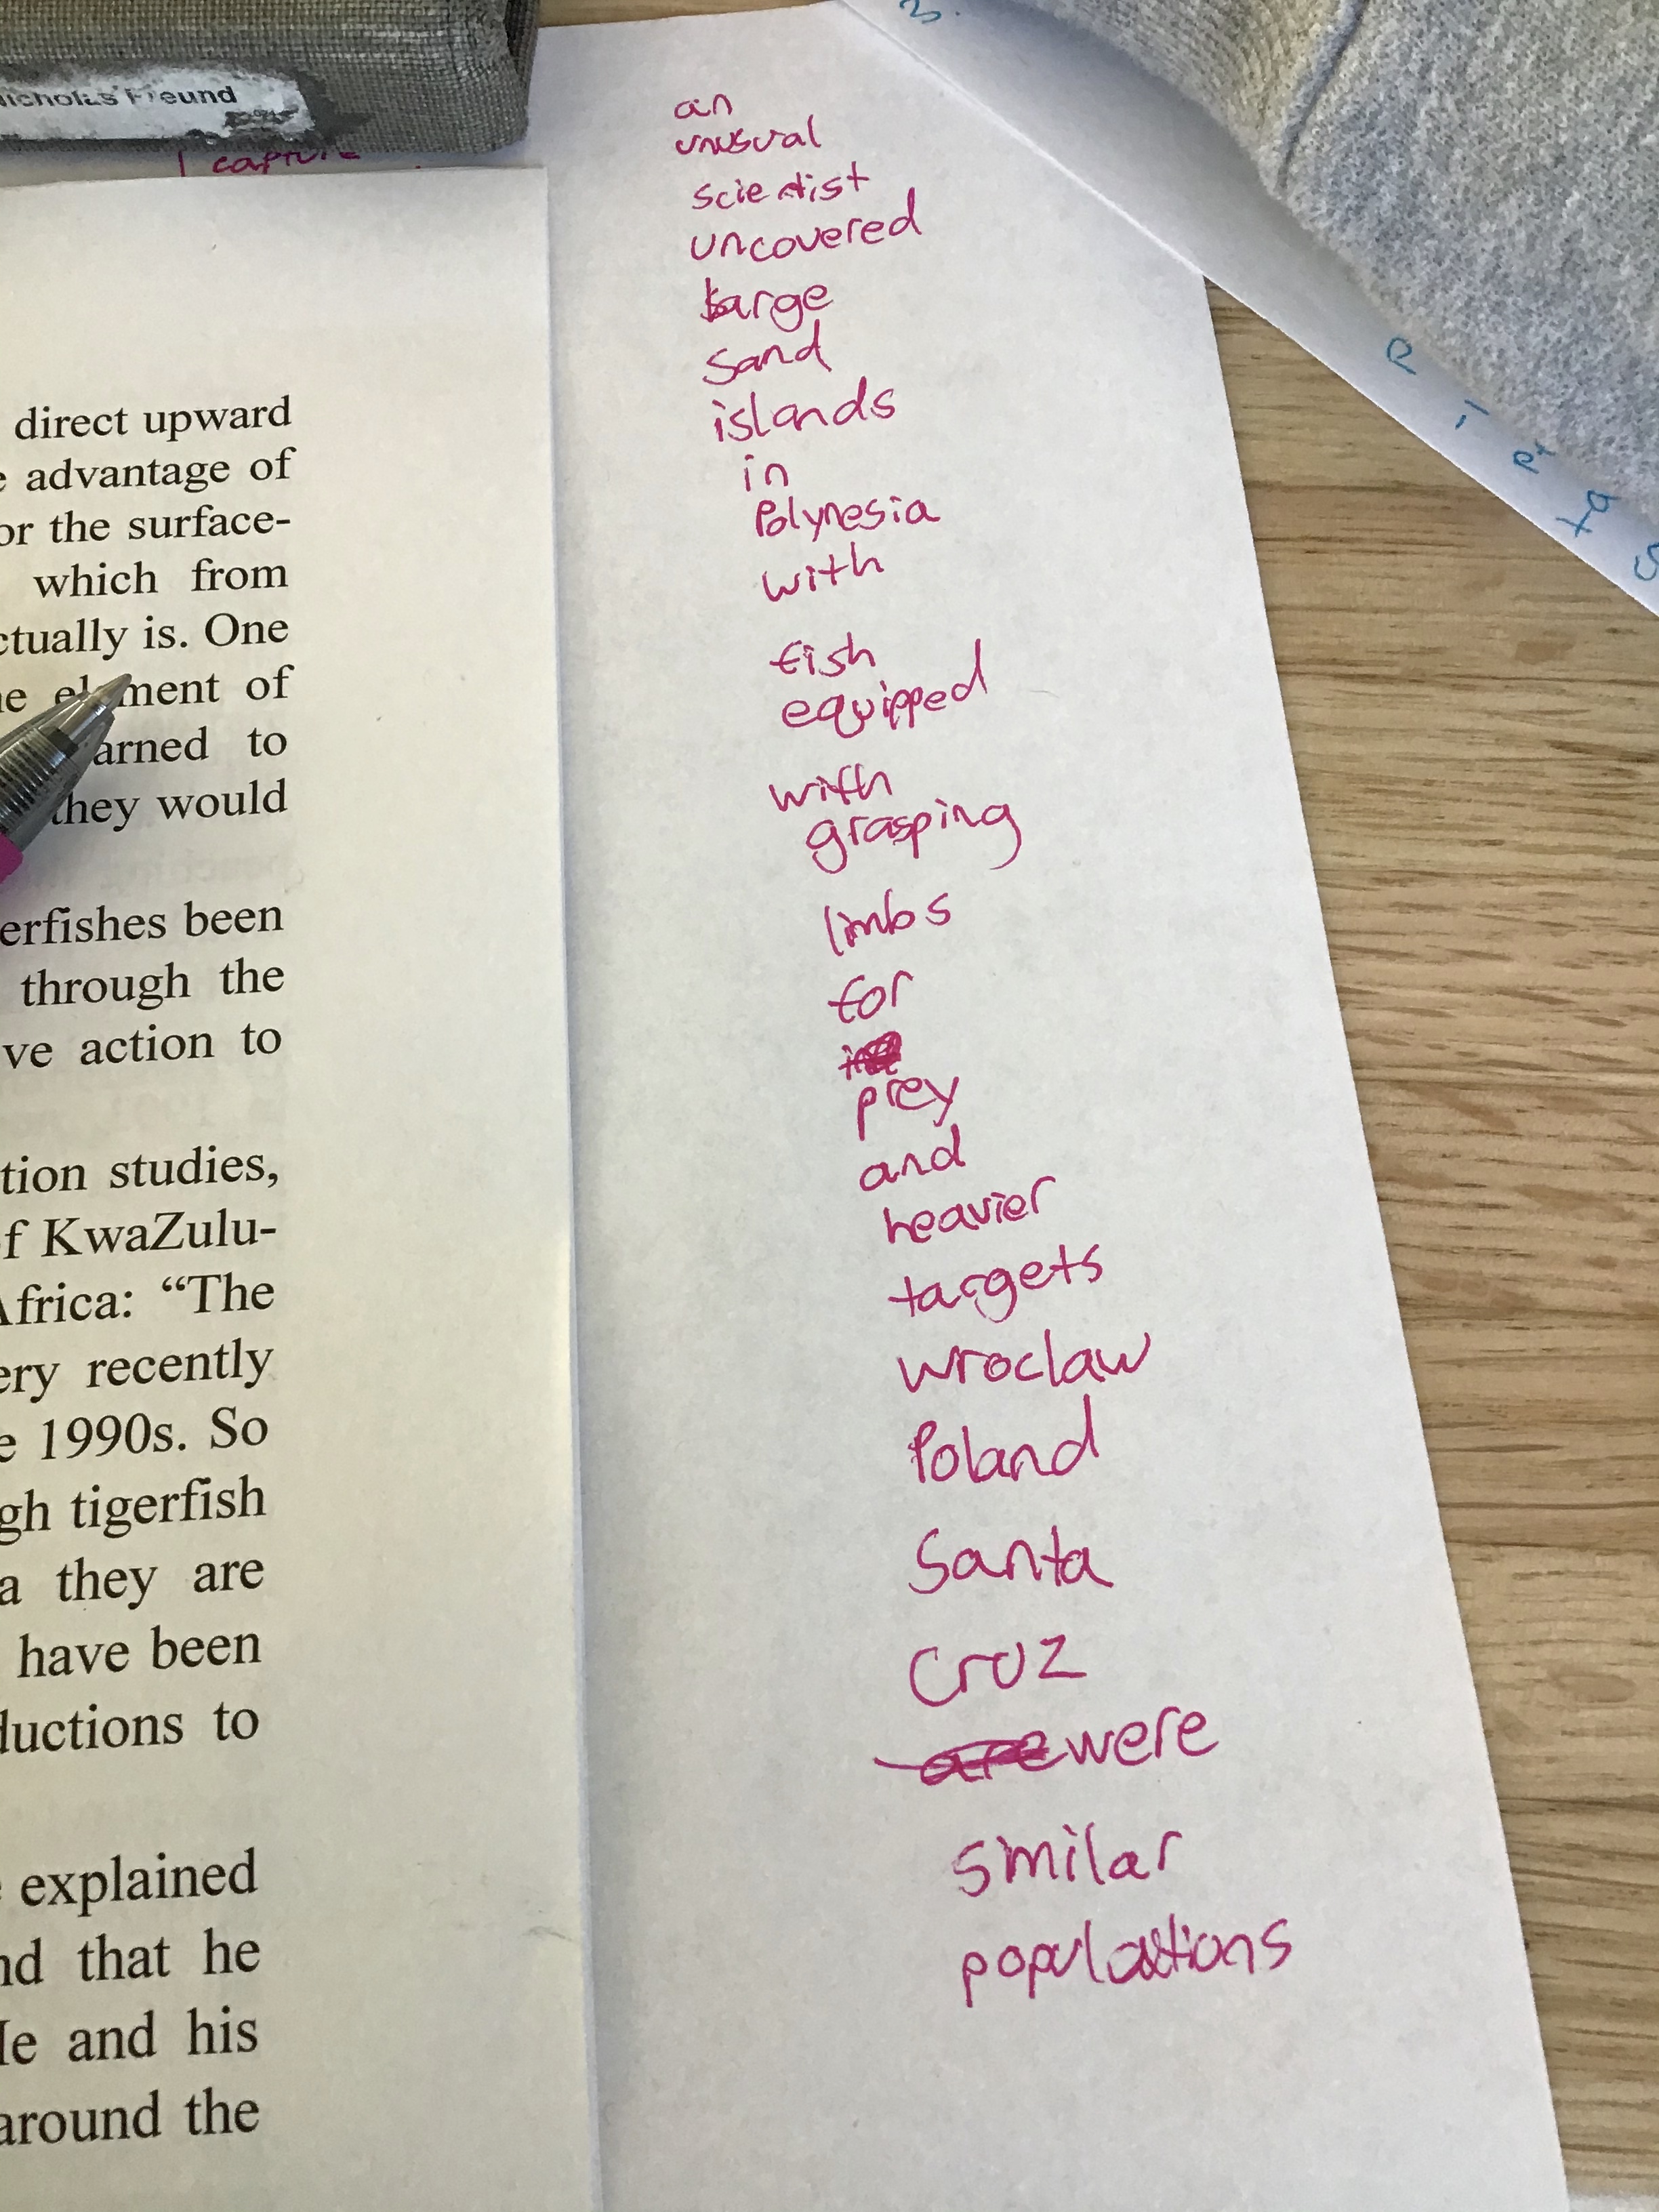 Nicholas Freund
capture
an
unusual
scientist
uncovered
large
sand
islands
in
Polynesia
with
fish
equipped
with
grasping
limbs
for
prey
and
heavier
targets
wroclaw
Poland
Santa
Cruz
were
similar
populations
direct upward
advantage of
or the surface-
which from
ctually is. One
element of
arned to
they would
erfishes been
through the
ve action to
tion studies,
of KwaZulu-
Africa: “The
ery recently
e 1990s. So
gh tigerfish
a they are
have been
ductions to
explained
nd that he
He and his
around the
3.